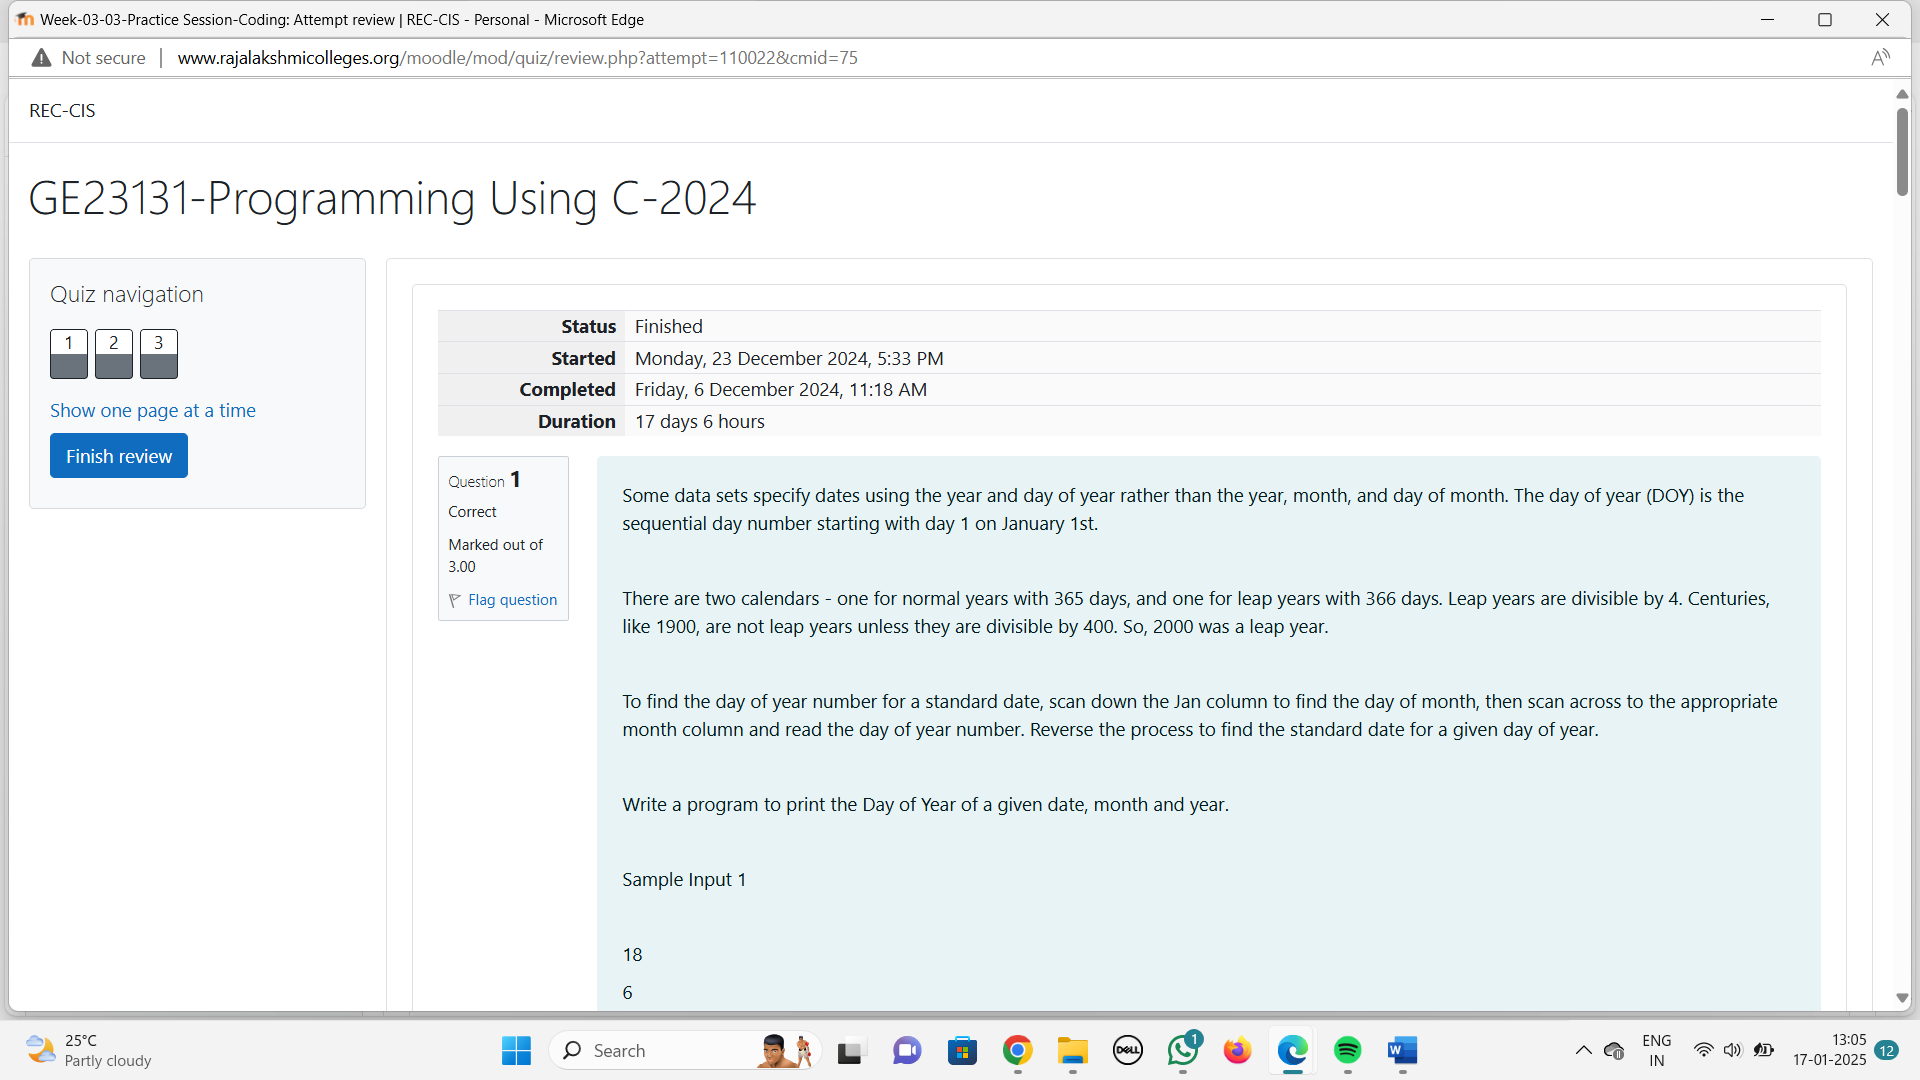 Week-03-03-Practice Session-Coding: Attempt review | REC-CIS - Personal - Microsoft Edge
Not secure | www.rajalakshmicolleges.org/moodle/mod/quiz/review.php?attempt=110022&cmid=75
REC-CIS
GE23131-Programming Using C-2024
Quiz navigation
1 2 3
Show one page at a time
Finish review
Status Finished
Started Monday, 23 December 2024, 5:33 PM
Completed Friday, 6 December 2024, 11:18 AM
Duration 17 days 6 hours
Question 1
Correct
Marked out of
3.00
Flag question
Some data sets specify dates using the year and day of year rather than the year, month, and day of month. The day of year (DOY) is the
sequential day number starting with day 1 on January 1st.
There are two calendars - one for normal years with 365 days, and one for leap years with 366 days. Leap years are divisible by 4. Centuries,
like 1900, are not leap years unless they are divisible by 400. So, 2000 was a leap year.
To find the day of year number for a standard date, scan down the Jan column to find the day of month, then scan across to the appropriate
month column and read the day of year number. Reverse the process to find the standard date for a given day of year.
Write a program to print the Day of Year of a given date, month and year.
Sample Input 1
18
6
25°C
Partly cloudy
Search
DELL
1
ENG
IN
13:05
17-01-2025
12